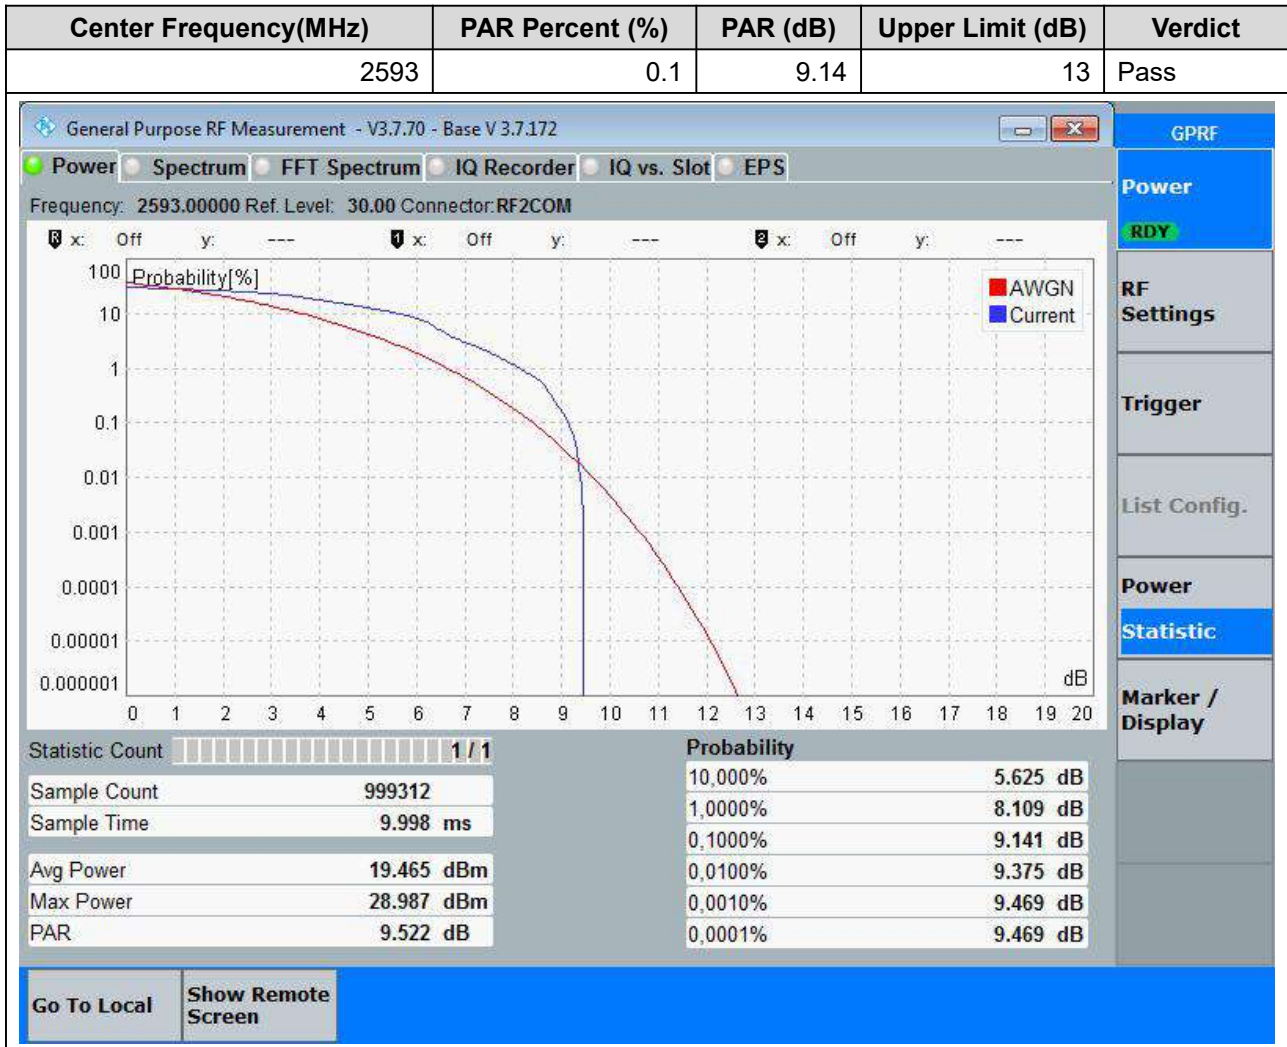 Center Frequency(MHz) PAR Percent (%) PAR (dB) Upper Limit (dB) Verdict
2593 0.1 9.14 13 Pass
General Purpose RF Measurement - V3.7.70 - Base V 3.7.172
GPRF
Power Spectrum FFT Spectrum IQ Recorder IQ vs. Slot EPS
Frequency: 2593.00000 Ref. Level: 30.00 Connector:RF2COM
R x: Off y: --- 1 x: Off y: --- 2 x: Off y: ---
Probability[%]
100
10
1
0.1
0.01
0.001
0.0001
0.00001
0.000001
AWGN
Current
dB
0 1 2 3 4 5 6 7 8 9 10 11 12 13 14 15 16 17 18 19 20
Statistic Count 1 / 1
Sample Count 999312
Sample Time 9.998 ms
Avg Power 19.465 dBm
Max Power 28.987 dBm
PAR 9.522 dB
Probability
10,000% 5.625 dB
1,0000% 8.109 dB
0,1000% 9.141 dB
0,0100% 9.375 dB
0,0010% 9.469 dB
0,0001% 9.469 dB
Power
RDY
RF
Settings
Trigger
List Config.
Power
Statistic
Marker /
Display
Go To Local
Show Remote
Screen